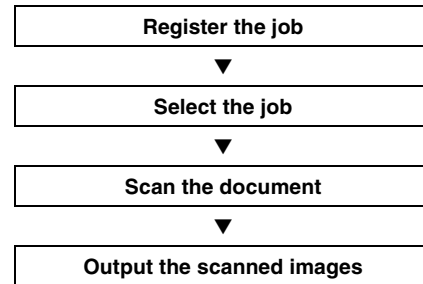 Register the job
Select the job
Scan the document
Output the scanned images